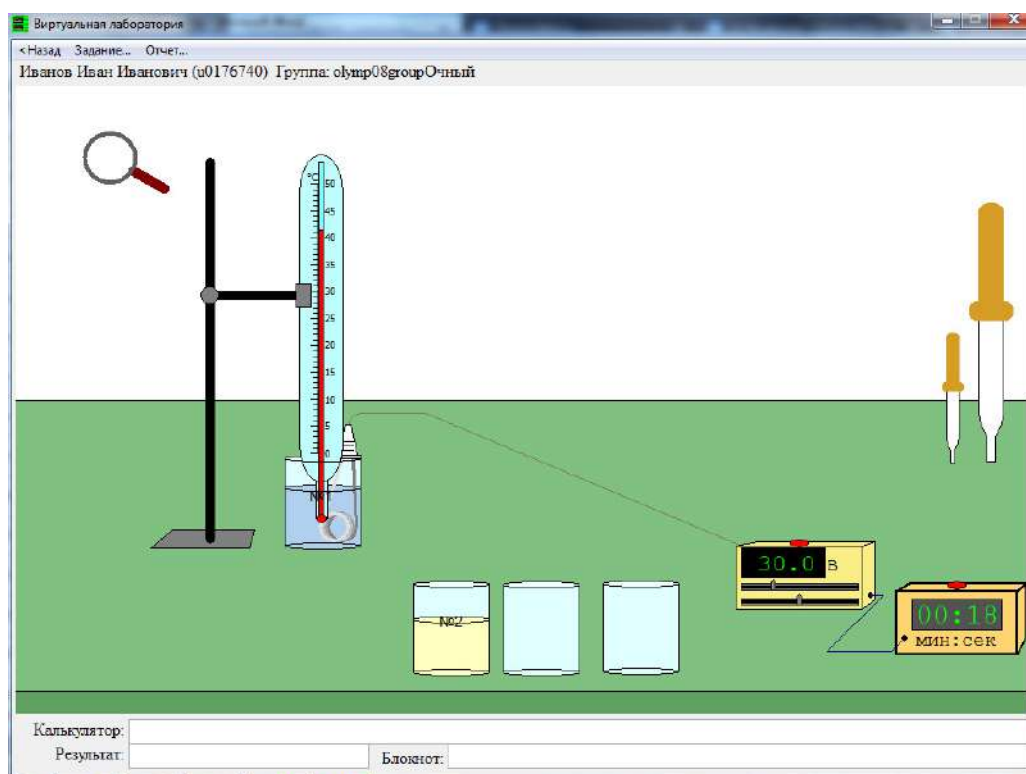 Виртуальная лаборатория
<Назад Задание... Отчет...
Иванов Иван Иванович (u0176740) Группа: olymp08groupОчный
°C
50
45
40
35
30
25
20
15
10
5
0
№1
30.0 В
№2
00:18
мин:сек
Калькулятор:
Результат: Блокнот: